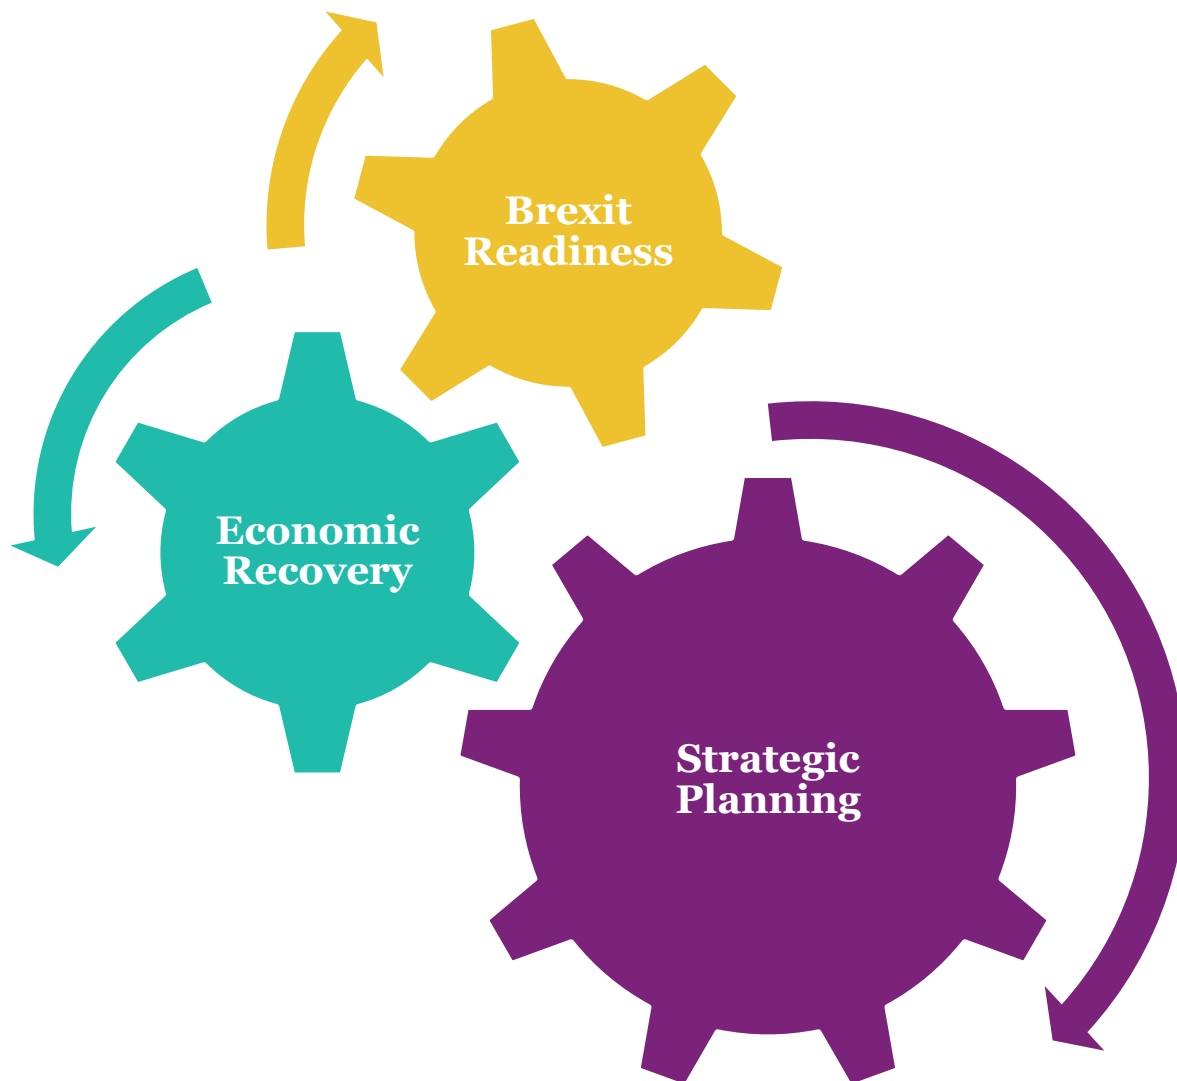 Brexit
Readiness
Economic
Recovery
Strategic
Planning